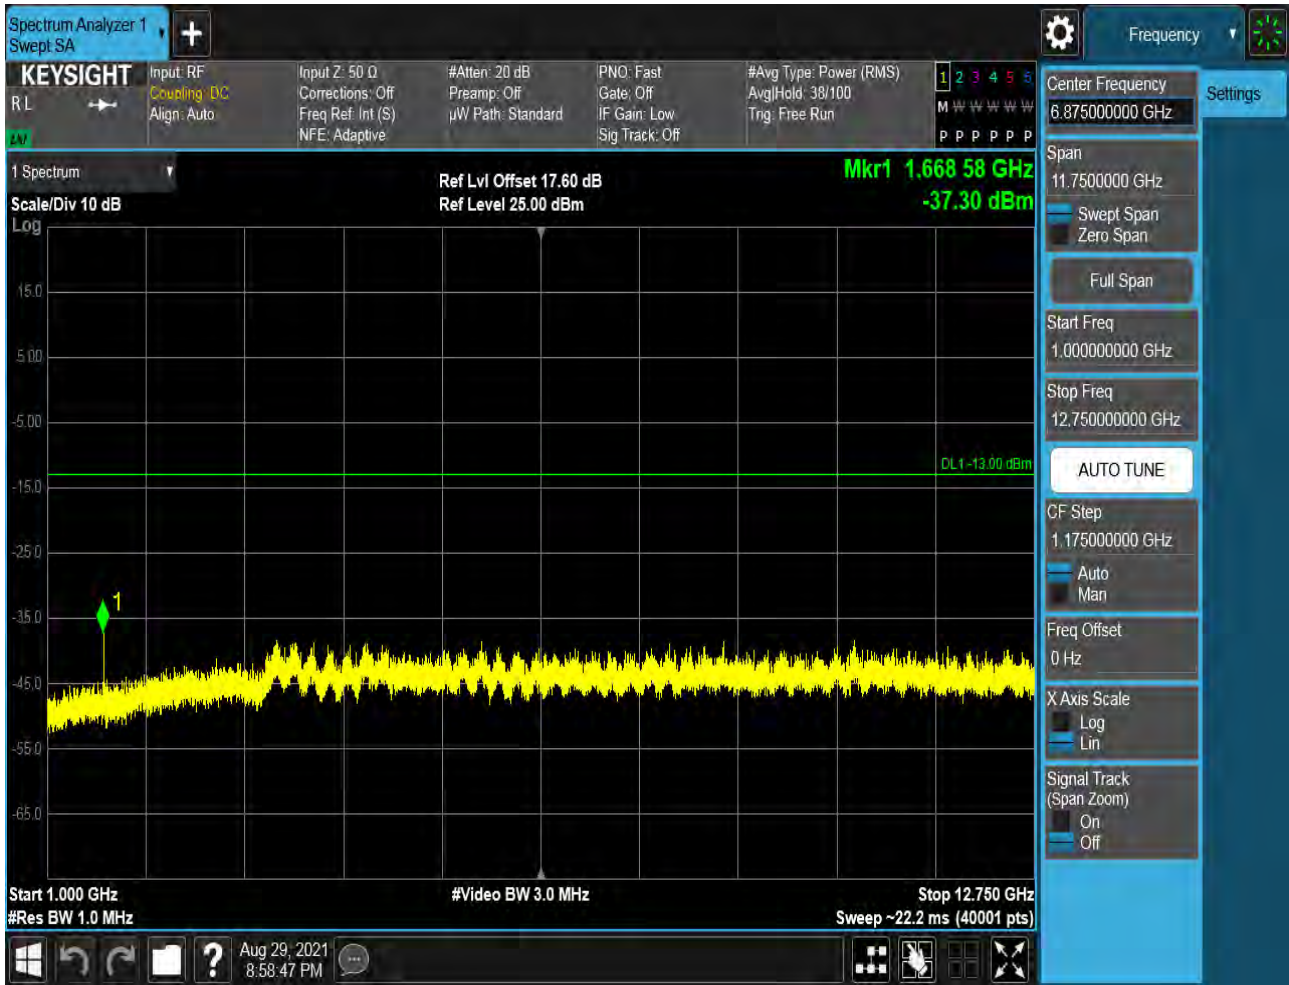 Spectrum Analyzer 1
Swept SA
Frequency
KEYSIGHT
R L
LXI
Input: RF
Coupling: DC
Align: Auto
Input Z: 50 Ω
Corrections: Off
Freq Ref: Int (S)
NFE: Adaptive
#Atten: 20 dB
Preamp: Off
µW Path: Standard
PNO: Fast
Gate: Off
IF Gain: Low
Sig Track: Off
#Avg Type: Power (RMS)
Avg|Hold: 38/100
Trig: Free Run
1 2 3 4 5 6
M W W W W W
P P P P P P
1 Spectrum
Scale/Div 10 dB
Log
Ref Lvl Offset 17.60 dB
Ref Level 25.00 dBm
Mkr1 1.668 58 GHz
-37.30 dBm
15.0
5.00
-5.00
-15.0
-25.0
-35.0
-45.0
-55.0
-65.0
DL1 -13.00 dBm
1
Start 1.000 GHz
#Res BW 1.0 MHz
#Video BW 3.0 MHz
Stop 12.750 GHz
Sweep ~22.2 ms (40001 pts)
Center Frequency
6.875000000 GHz
Settings
Span
11.7500000 GHz
Swept Span
Zero Span
Full Span
Start Freq
1.000000000 GHz
Stop Freq
12.750000000 GHz
AUTO TUNE
CF Step
1.175000000 GHz
Auto
Man
Freq Offset
0 Hz
X Axis Scale
Log
Lin
Signal Track
(Span Zoom)
On
Off
?
Aug 29, 2021
8:58:47 PM